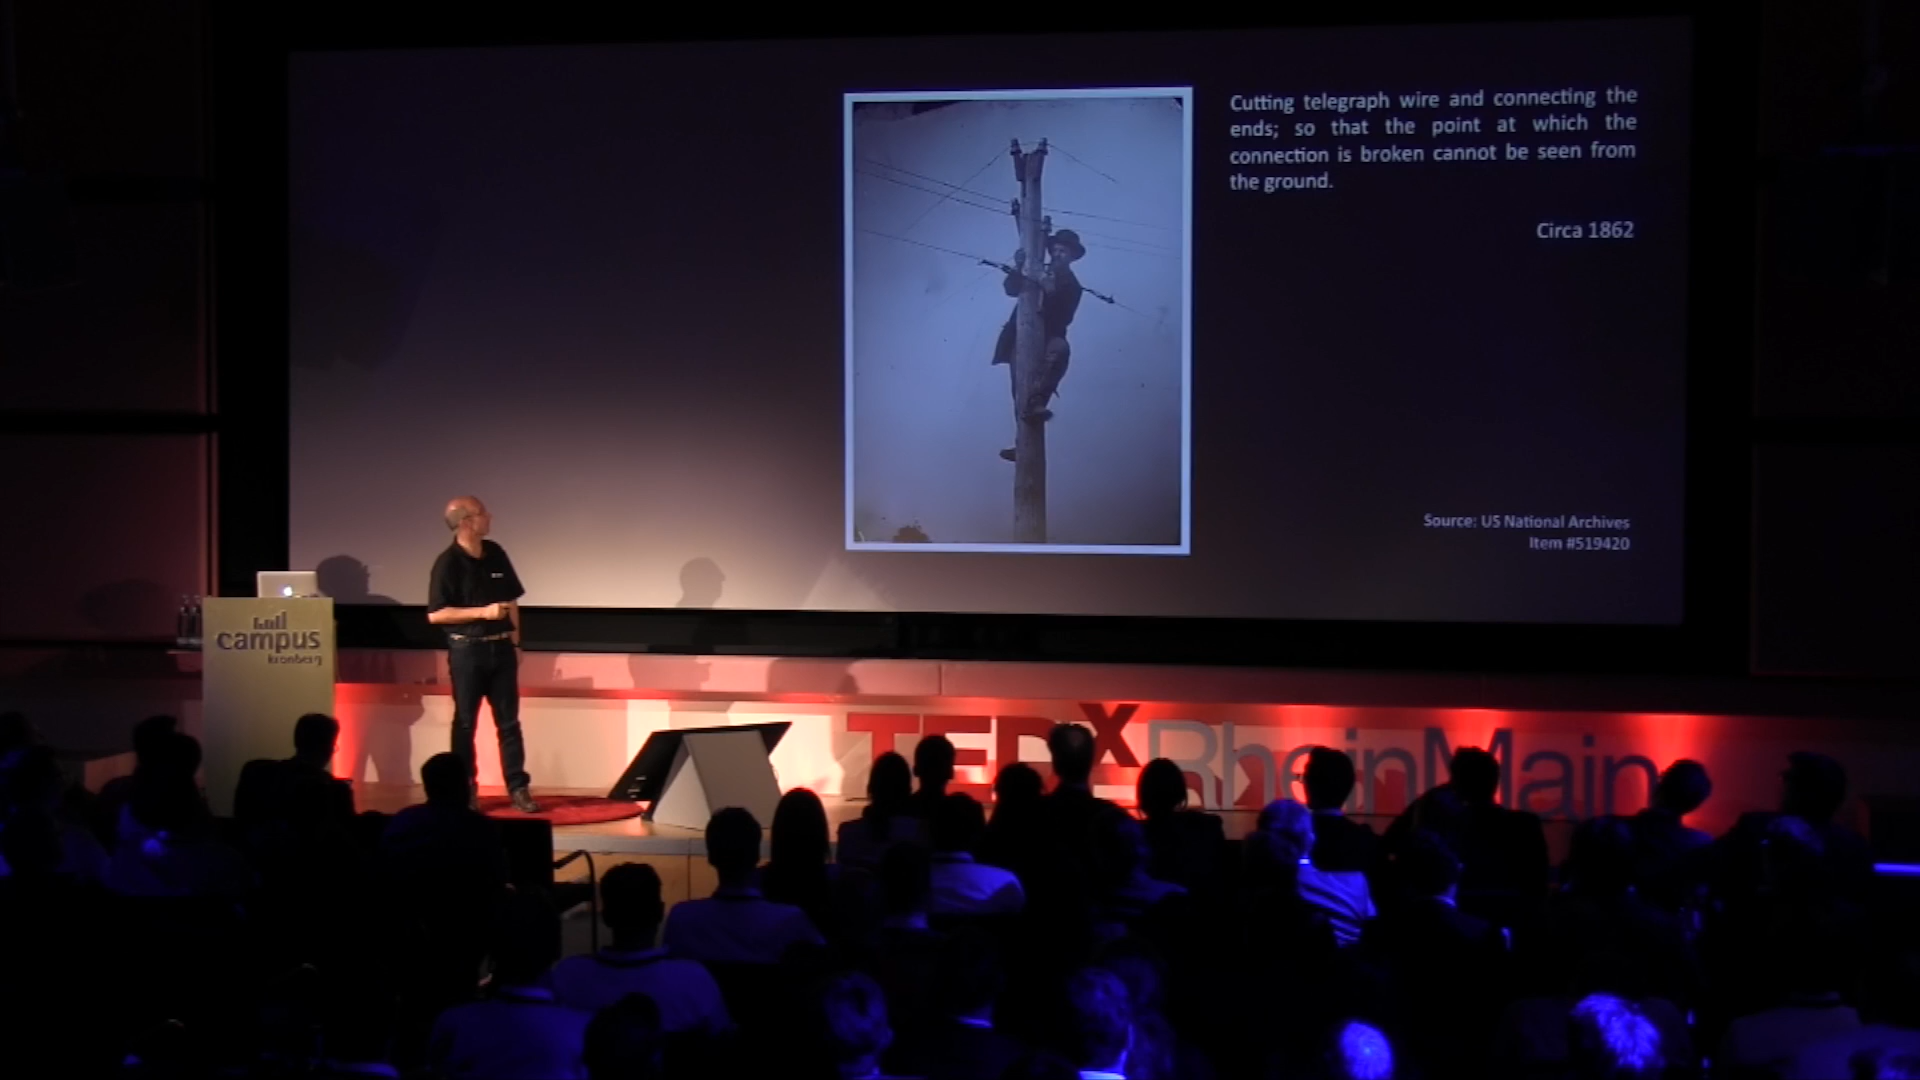 Cutting telegraph wire and connecting the
ends; so that the point at which the
connection is broken cannot be seen from
the ground.
Circa 1862
Source: US National Archives
Item #519420
campus
kronberg
TEDxRheinMain